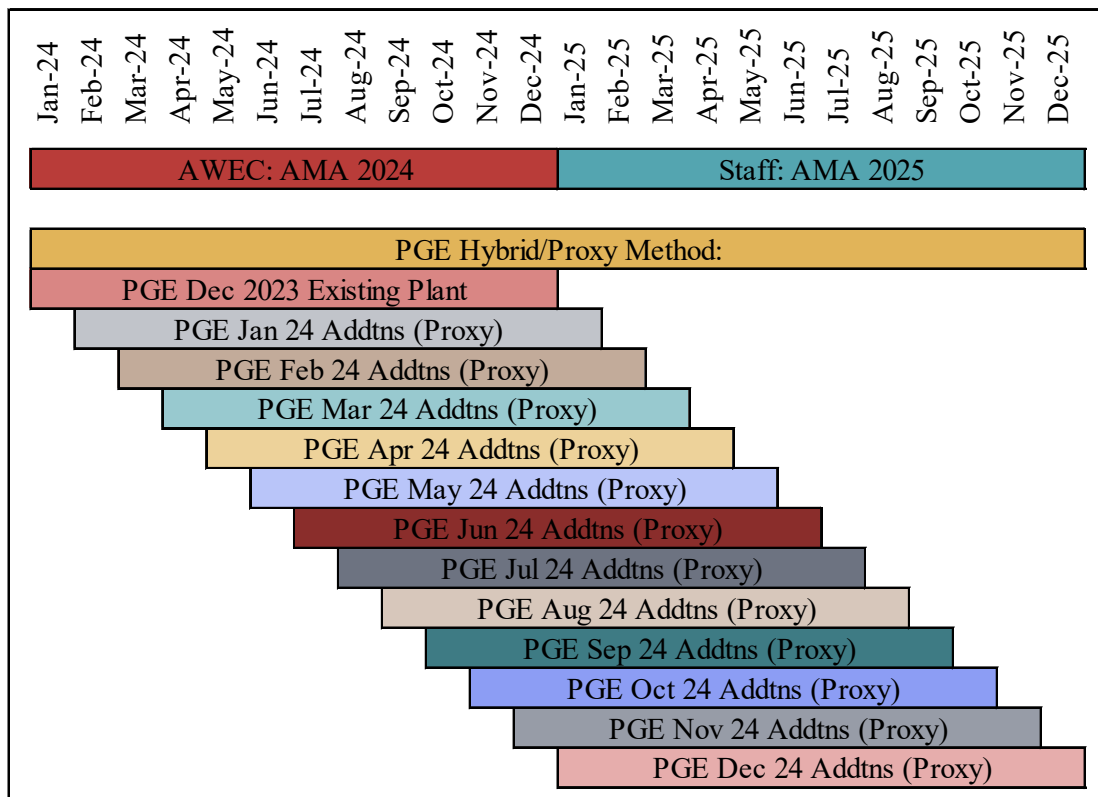 Jan-24
Feb-24
Mar-24
Apr-24
May-24
Jun-24
Jul-24
Aug-24
Sep-24
Oct-24
Nov-24
Dec-24
Jan-25
Feb-25
Mar-25
Apr-25
May-25
Jun-25
Jul-25
Aug-25
Sep-25
Oct-25
Nov-25
Dec-25
AWEC: AMA 2024
Staff: AMA 2025
PGE Hybrid/Proxy Method:
PGE Dec 2023 Existing Plant
PGE Jan 24 Addtns (Proxy)
PGE Feb 24 Addtns (Proxy)
PGE Mar 24 Addtns (Proxy)
PGE Apr 24 Addtns (Proxy)
PGE May 24 Addtns (Proxy)
PGE Jun 24 Addtns (Proxy)
PGE Jul 24 Addtns (Proxy)
PGE Aug 24 Addtns (Proxy)
PGE Sep 24 Addtns (Proxy)
PGE Oct 24 Addtns (Proxy)
PGE Nov 24 Addtns (Proxy)
PGE Dec 24 Addtns (Proxy)